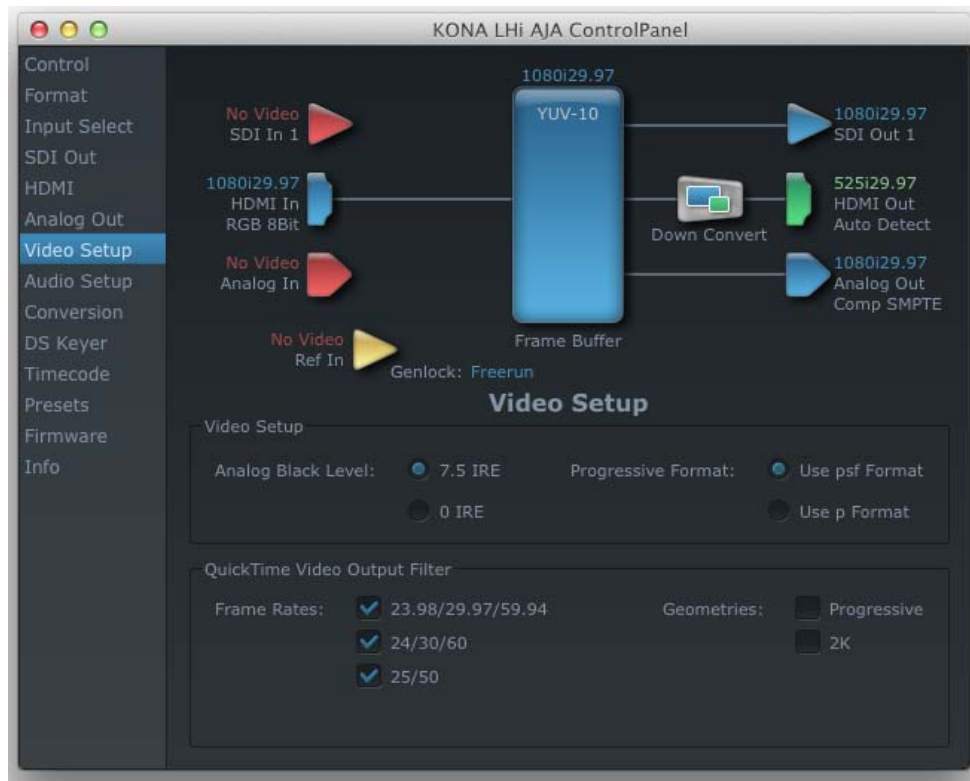 KONA LHi AJA ControlPanel
Control
Format
Input Select
SDI Out
HDMI
Analog Out
Video Setup
Audio Setup
Conversion
DS Keyer
Timecode
Presets
Firmware
Info
1080i29.97
YUV-10
Frame Buffer
No Video
SDI In 1
1080i29.97
HDMI In
RGB 8Bit
No Video
Analog In
No Video
Ref In
Genlock: Freerun
1080i29.97
SDI Out 1
Down Convert
525i29.97
HDMI Out
Auto Detect
1080i29.97
Analog Out
Comp SMPTE
Video Setup
Video Setup
Analog Black Level:
7.5 IRE
0 IRE
Progressive Format:
Use psf Format
Use p Format
QuickTime Video Output Filter
Frame Rates:
23.98/29.97/59.94
24/30/60
25/50
Geometries:
Progressive
2K